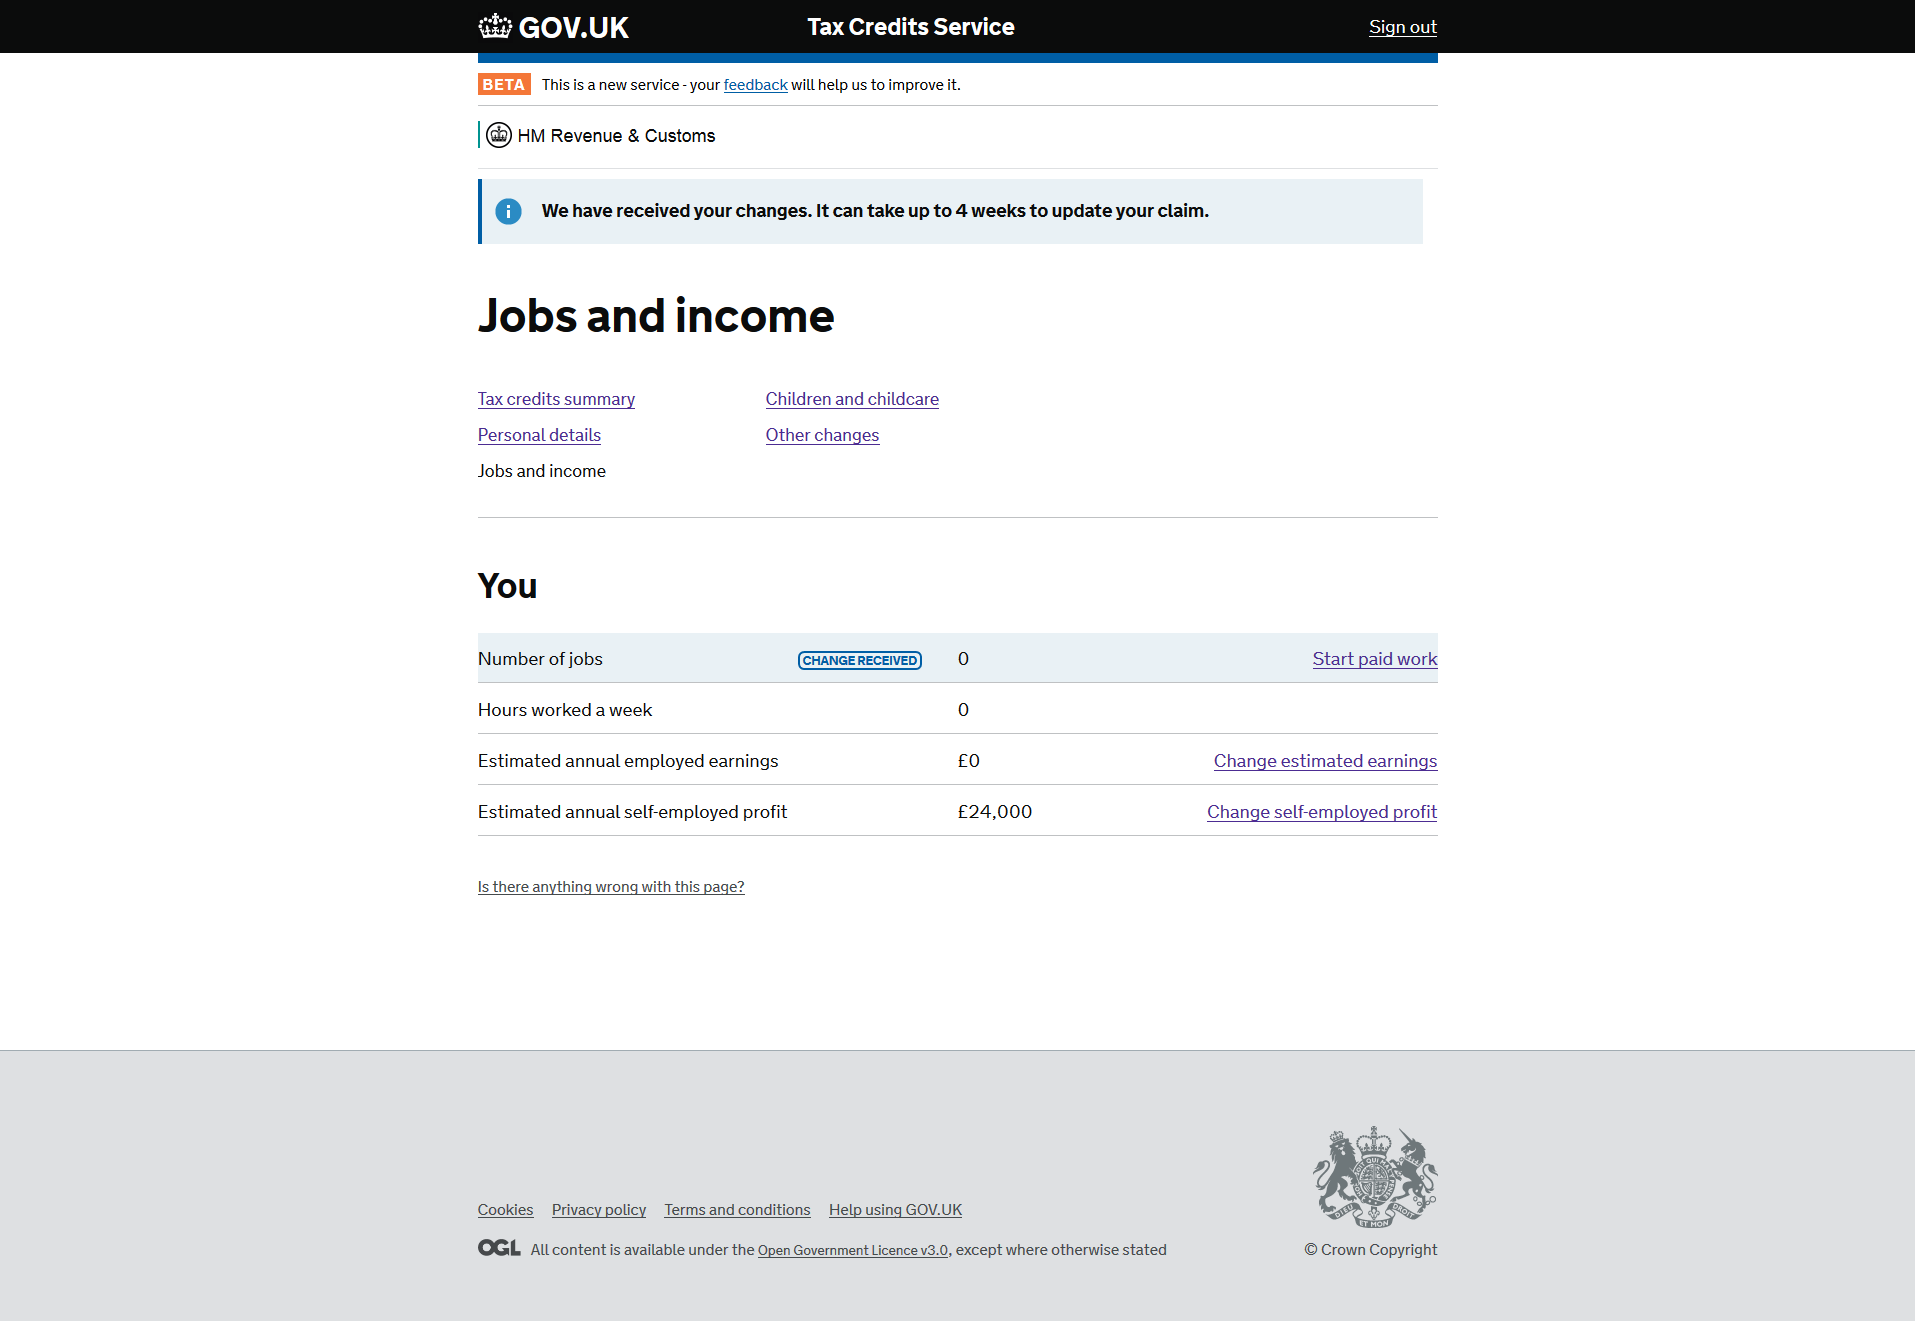 GOV.UK Tax Credits Service Sign out
BETA This is a new service - your feedback will help us to improve it.
HM Revenue & Customs
We have received your changes. It can take up to 4 weeks to update your claim.
Jobs and income
Tax credits summary
Personal details
Jobs and income
Children and childcare
Other changes
You
Number of jobs CHANGE RECEIVED 0 Start paid work
Hours worked a week 0
Estimated annual employed earnings £0 Change estimated earnings
Estimated annual self-employed profit £24,000 Change self-employed profit
Is there anything wrong with this page?
Cookies Privacy policy Terms and conditions Help using GOV.UK
OGL All content is available under the Open Government Licence v3.0, except where otherwise stated
© Crown Copyright